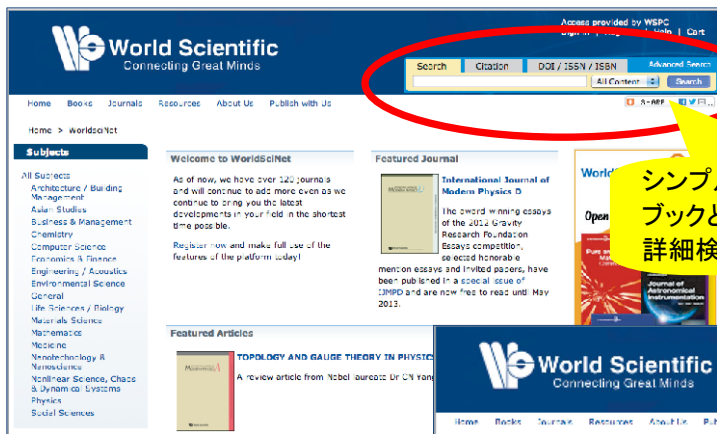 Access provided by WSPC
Help | Cart
World Scientific
Connecting Great Minds
Search
Citation
DOI / ISSN / ISBN
Advanced Search
All Content
Search
Home Books Journals Resources About Us Publish with Us
Home > WorldSciNet
Subjects
All Subjects
Architecture / Building
Management
Asian Studies
Business & Management
Chemistry
Computer Science
Economics & Finance
Engineering / Acoustics
Environmental Science
General
Life Sciences / Biology
Materials Science
Mathematics
Medicine
Nanotechnology &
Nanoscience
Nonlinear Science, Chaos
& Dynamical Systems
Physics
Social Sciences
Welcome to WorldSciNet
As of now, we have over 120 journals
and will continue to add more even as we
continue to bring you the latest
developments in your field in the shortest
time possible.
Register now and make full use of the
features of the platform today!
Featured Journal
International Journal of
Modern Physics D
The award winning essays
of the 2012 Gravity
Research Foundation
Essays competition,
selected honorable
mention essays and invited papers, have
been published in a special issue of
IJMPD and are now free to read until May
2013.
Featured Articles
TOPOLOGY AND GAUGE THEORY IN PHYSICS
A review article from Nobel laureate Dr CN Yang
World
Open
Journal of
Astronomical
Instrumentation
シンプ
ブックと
詳細検
World Scientific
Connecting Great Minds
Home Books Journals Resources About Us Pub